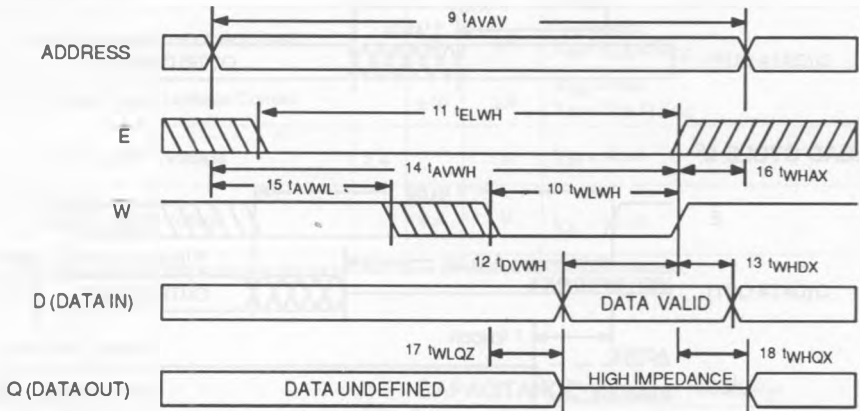 9 tAVAV
ADDRESS
11 tELWH
E
14 tAVWH
16 tWHAX
15 tAVWL
10 tWLWH
W
12 tDVWH
13 tWHDX
D (DATA IN)
DATA VALID
17 tWLQZ
18 tWHQX
Q (DATA OUT)
DATA UNDEFINED
HIGH IMPEDANCE